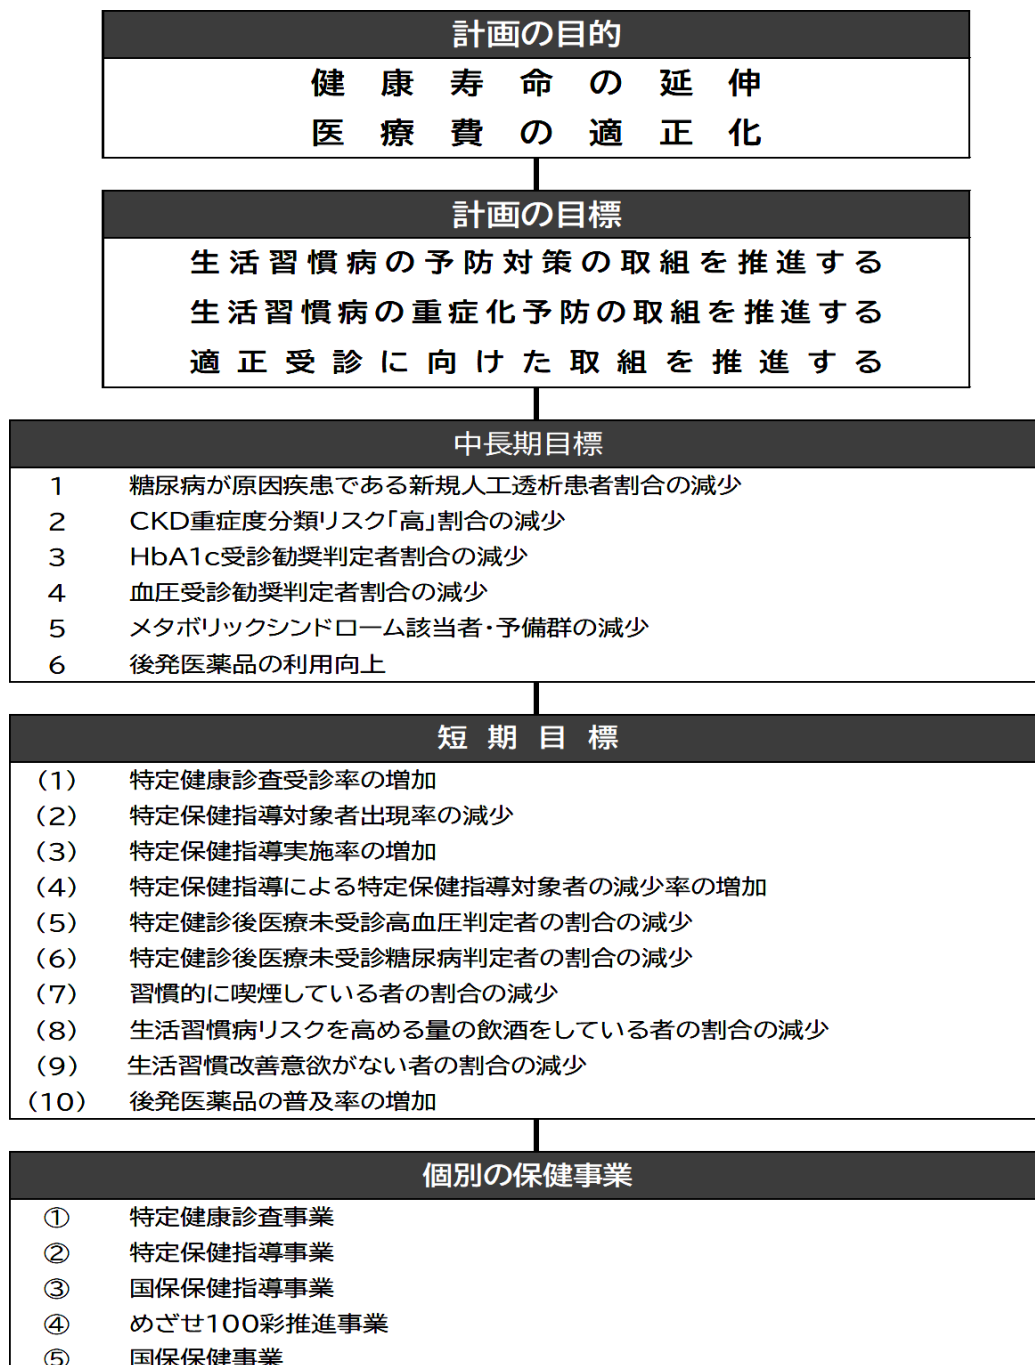 計画の目的
健康寿命の延伸
医療費の適正化
計画の目標
生活習慣病の予防対策の取組を推進する
生活習慣病の重症化予防の取組を推進する
適正受診に向けた取組を推進する
中長期目標
1 糖尿病が原因疾患である新規人工透析患者割合の減少
2 CKD重症度分類リスク「高」割合の減少
3 HbA1c受診勧奨判定者割合の減少
4 血圧受診勧奨判定者割合の減少
5 メタボリックシンドローム該当者・予備群の減少
6 後発医薬品の利用向上
短期目標
(1) 特定健康診査受診率の増加
(2) 特定保健指導対象者出現率の減少
(3) 特定保健指導実施率の増加
(4) 特定保健指導による特定保健指導対象者の減少率の増加
(5) 特定健診後医療未受診高血圧判定者の割合の減少
(6) 特定健診後医療未受診糖尿病判定者の割合の減少
(7) 習慣的に喫煙している者の割合の減少
(8) 生活習慣病リスクを高める量の飲酒をしている者の割合の減少
(9) 生活習慣改善意欲がない者の割合の減少
(10) 後発医薬品の普及率の増加
個別の保健事業
① 特定健康診査事業
② 特定保健指導事業
③ 国保保健指導事業
④ めざせ100彩推進事業
⑤ 国保保健事業